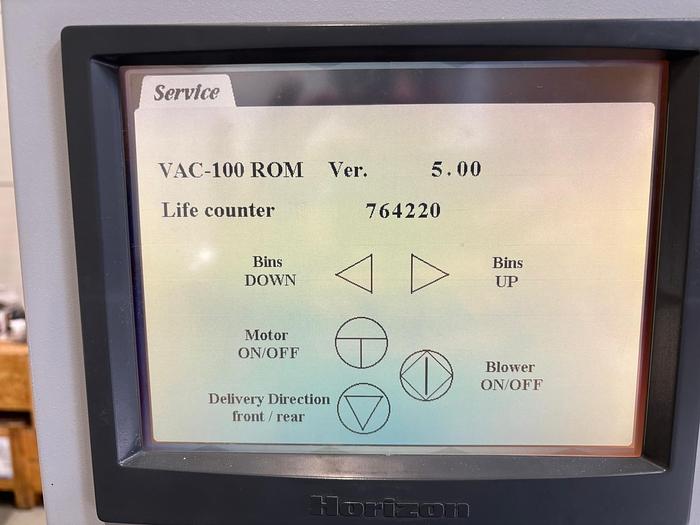 Service
VAC-100 ROM Ver. 5.00
Life counter 764220
Bins
DOWN
Bins
UP
Motor
ON/OFF
Blower
ON/OFF
Delivery Direction
front / rear
Horizon